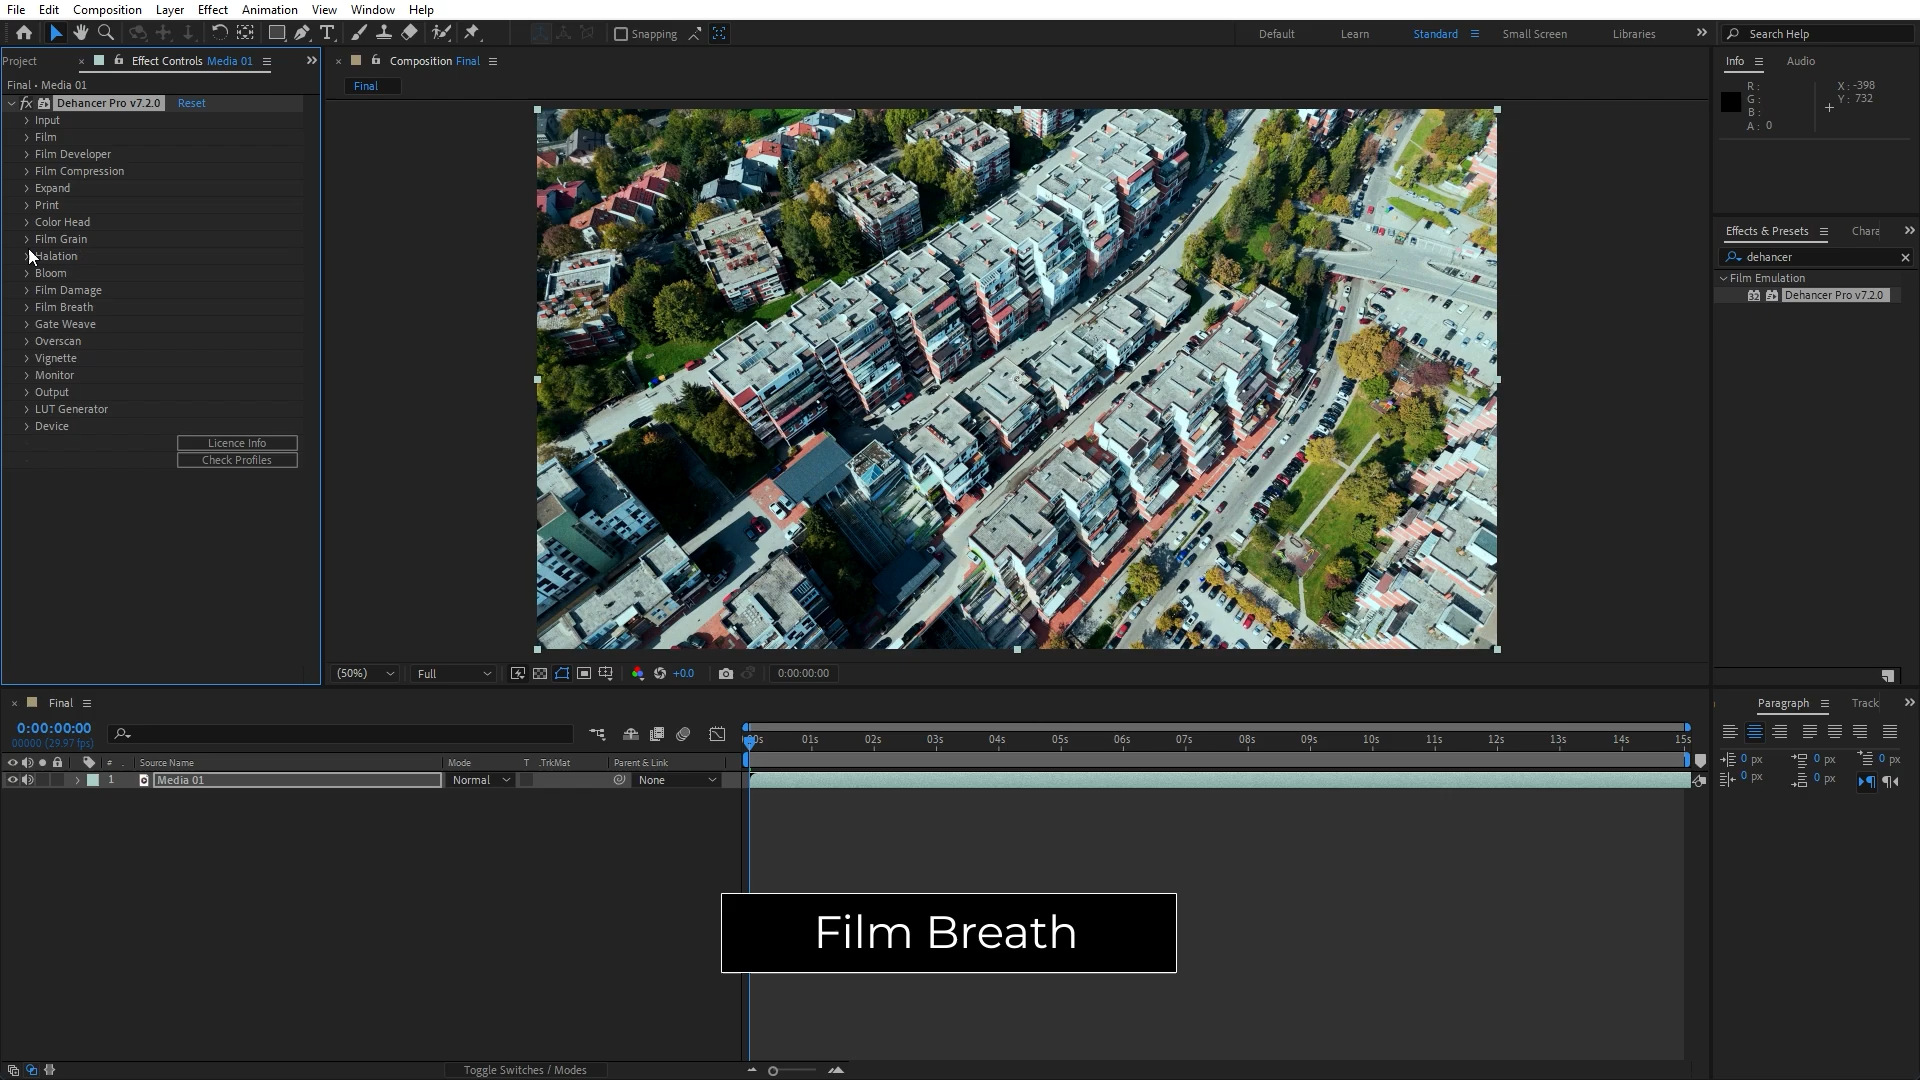 File Edit Composition Layer Effect Animation View Window Help
Snapping
Default Learn Standard Small Screen Libraries
Search Help
Project
Effect Controls Media 01
Final • Media 01
fx Dehancer Pro v7.2.0 Reset
Input
Film
Film Developer
Film Compression
Expand
Print
Color Head
Film Grain
Halation
Bloom
Film Damage
Film Breath
Gate Weave
Overscan
Vignette
Monitor
Output
LUT Generator
Device
Licence Info
Check Profiles
Composition Final
Final
(50%) Full +0.0 0:00:00:00
Info Audio
R :
G :
B :
A : 0
X : -398
Y : 732
Effects & Presets
dehancer
Film Emulation
32 Dehancer Pro v7.2.0
Final
0:00:00:00
00000 (29.97 fps)
# Source Name Mode T .TrkMat Parent & Link
1 Media 01 Normal None
01s 02s 03s 04s 05s 06s 07s 08s 09s 10s 11s 12s 13s 14s 15s
Paragraph Track
0 px 0 px 0 px
0 px 0 px
Film Breath
Toggle Switches / Modes